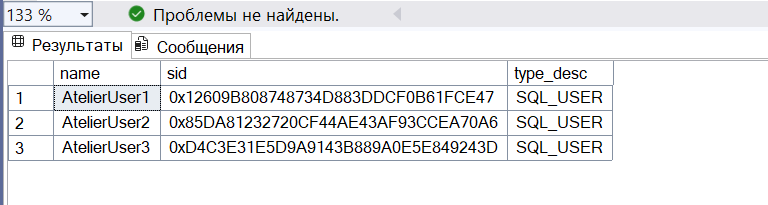 133 % Проблемы не найдены.
Результаты Сообщения
name sid type_desc
1 AtelierUser1 0x12609B808748734D883DDCF0B61FCE47 SQL_USER
2 AtelierUser2 0x85DA81232720CF44AE43AF93CCEA70A6 SQL_USER
3 AtelierUser3 0xD4C3E31E5D9A9143B889A0E5E849243D SQL_USER